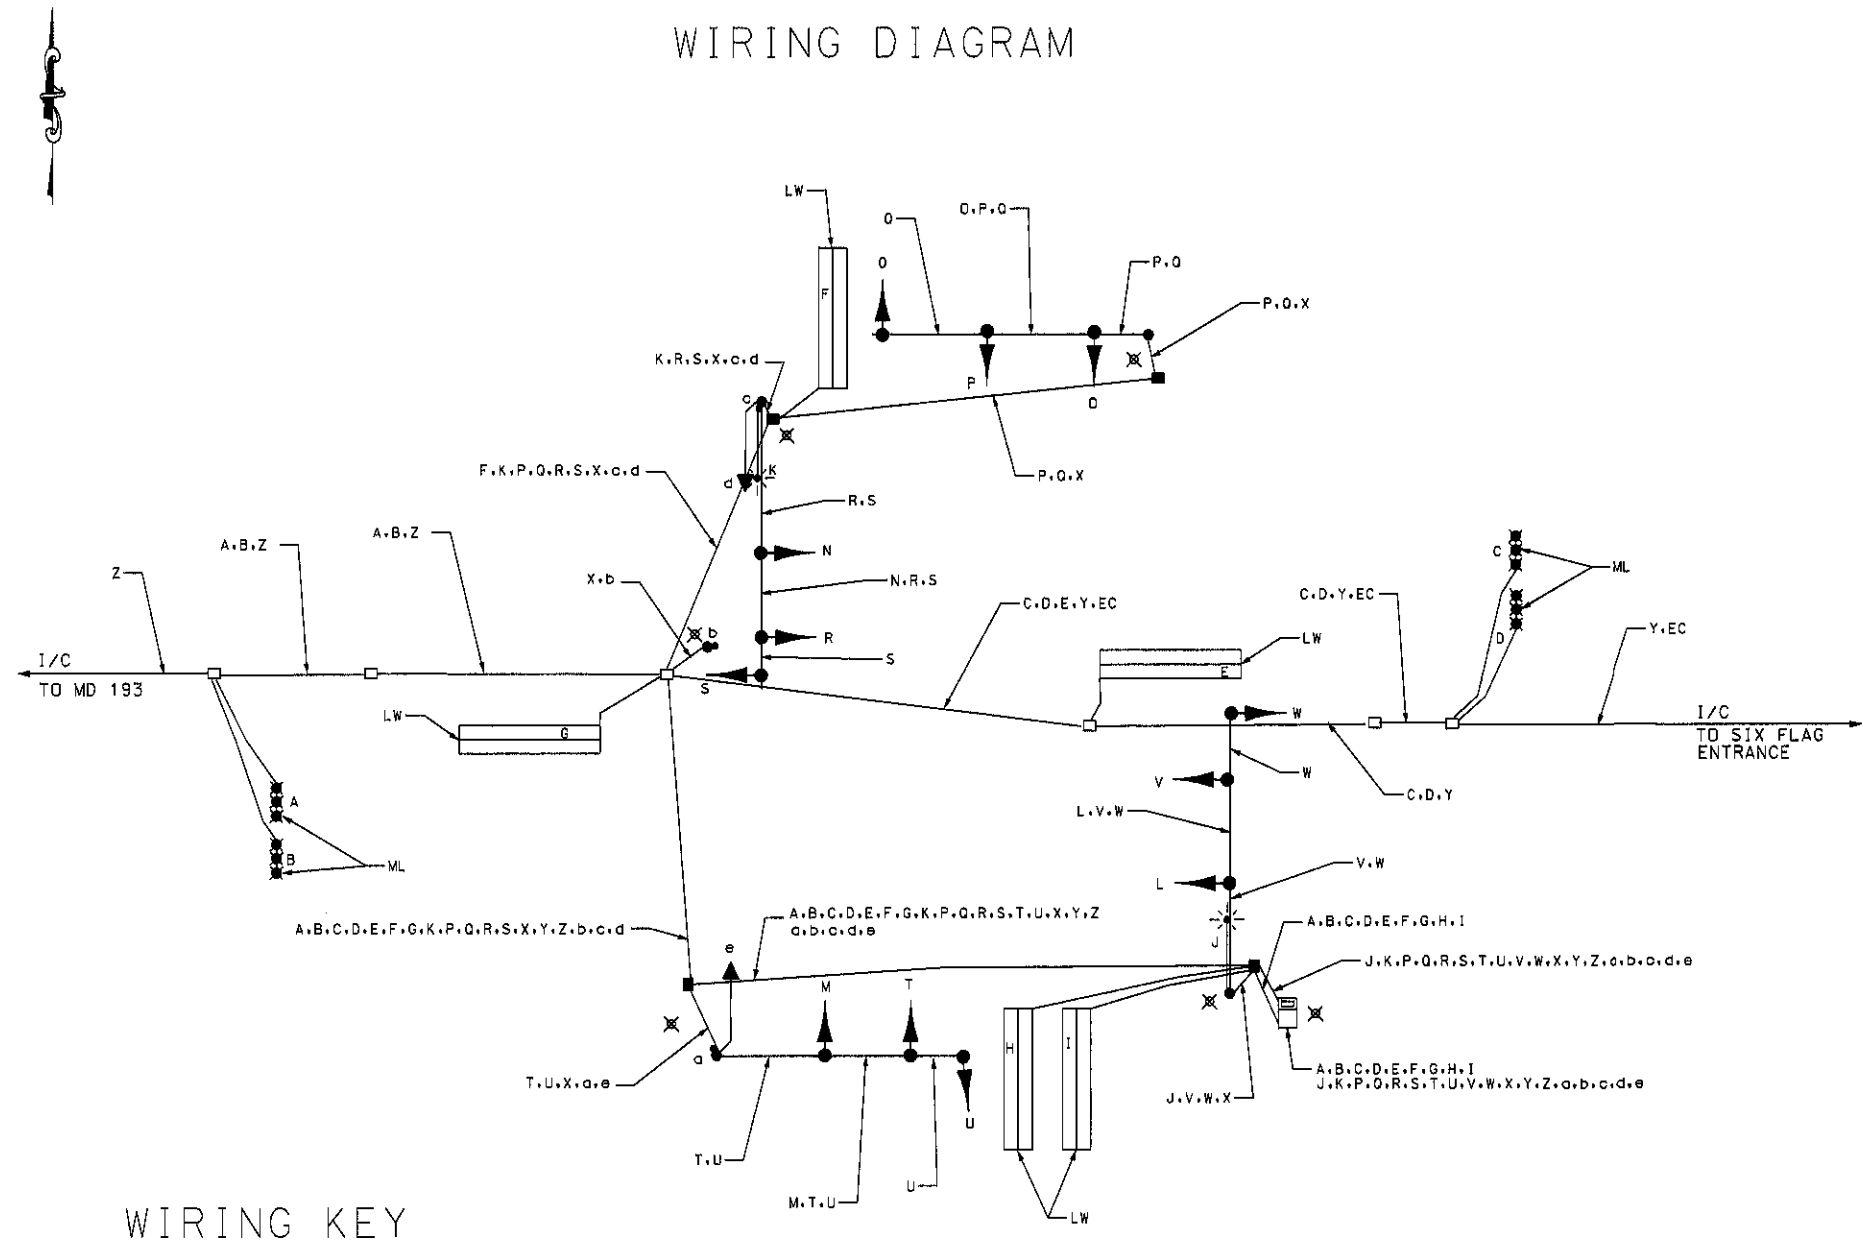 WIRING DIAGRAM
LW
O
O.P.Q
O
P.Q
F
P.Q.X
K.R.S.X.c.d
P
O
c
F.K.P.Q.R.S.X.c.d
d
K
P.Q.X
R.S
A.B.Z
A.B.Z
N
C
ML
Z
X.b
N.R.S
C.D.E.Y.EC
C.D.Y.EC
b
R
D
Y.EC
LW
I/C
S
E
TO MD 193
S
LW
G
W
I/C
TO SIX FLAG
ENTRANCE
W
V
C.D.Y
A
L.V.W
B
ML
V.W
L
A.B.C.D.E.F.G.K.P.Q.R.S.T.U.X.Y.Z
a.b.c.d.e
A.B.C.D.E.F.G.H.I
A.B.C.D.E.F.G.K.P.Q.R.S.X.Y.Z.b.c.d
e
J
J.K.P.Q.R.S.T.U.V.W.X.Y.Z.a.b.c.d.e
M
T
H
I
a
A.B.C.D.E.F.G.H.I
J.K.P.Q.R.S.T.U.V.W.X.Y.Z.a.b.c.d.e
T.U.X.a.e
J.V.W.X
U
T.U
U
M.T.U
LW
WIRING KEY